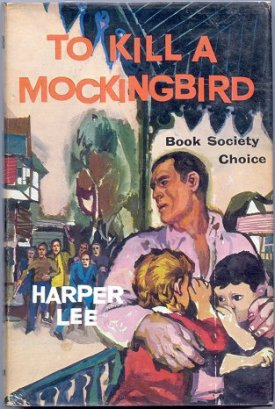 TO KILL A
MOCKINGBIRD
Book Society
Choice
HARPER
LEE